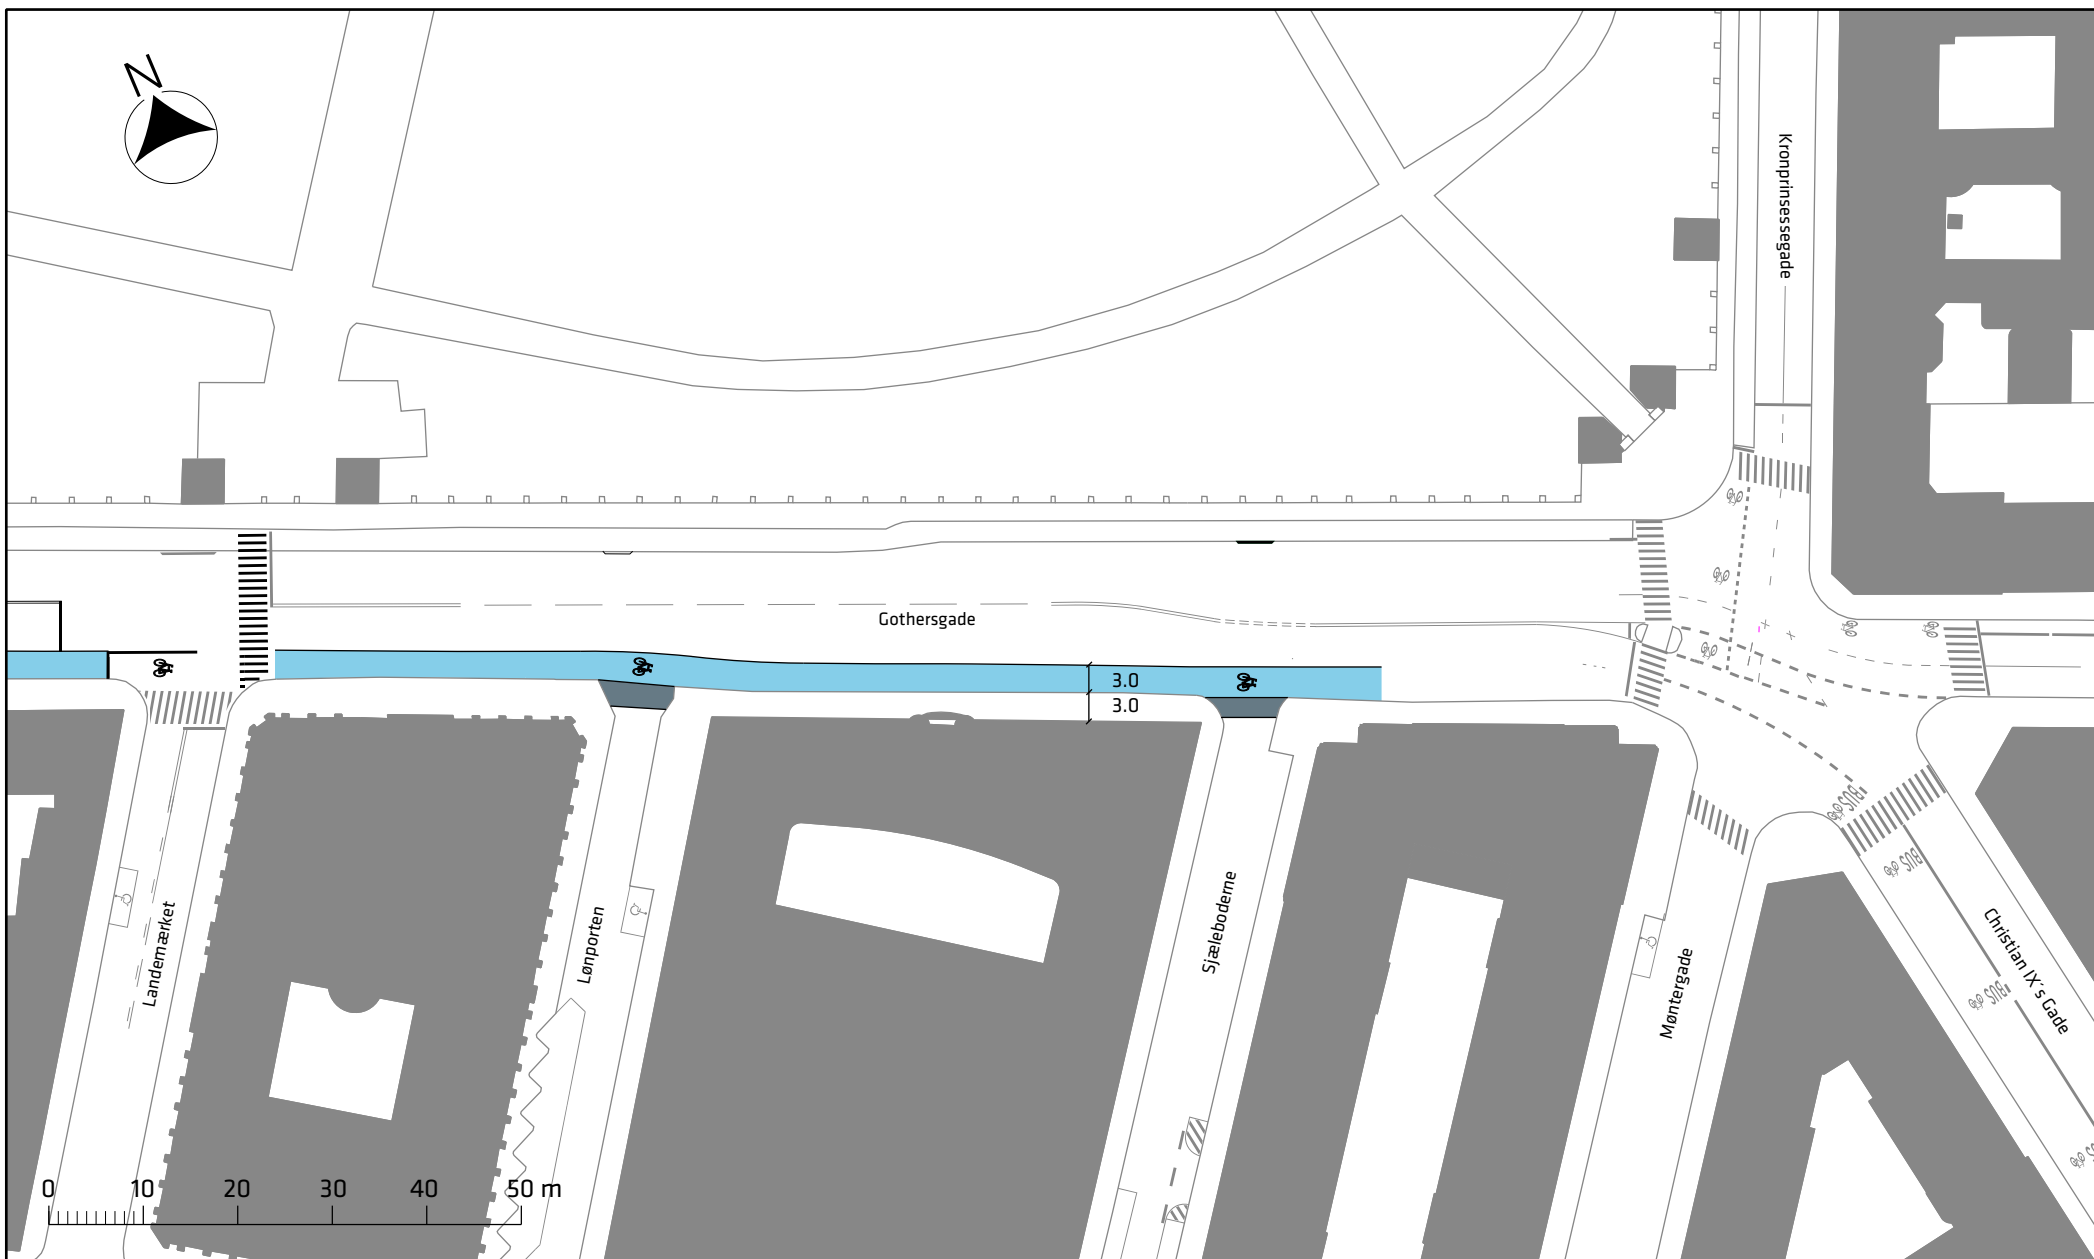 N
Kronprinsessegade
Gothersgade
3.0
3.0
Landemærket
Lønporten
Sjæleboderne
Møntergade
Christian IX's Gade
BUS
BUS
BUS
0 10 20 30 40 50 m